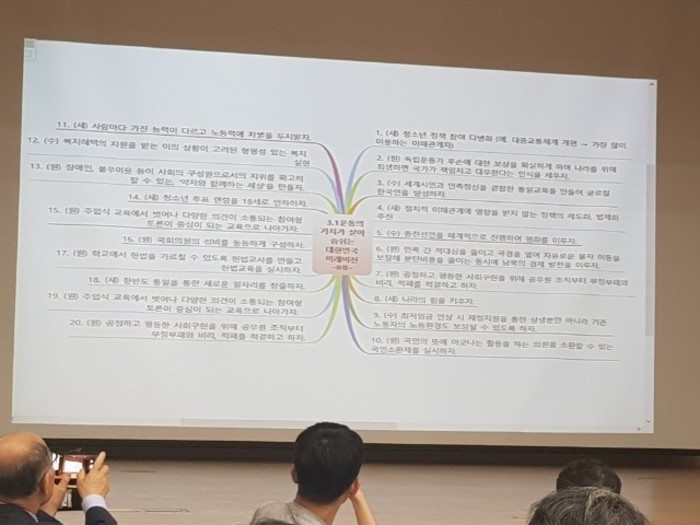 11. (새) 사람마다 가진 능력이 다르고 노동력에 차별을 두지말자.
12. (수) 복지혜택의 지원을 받는 이의 상황이 고려된 형평성 있는 복지
실현
13. (원) 장애인, 불우이웃 등이 사회의 구성원으로서의 지위를 확고히
할 수 있는, '약자와 함께하는 세상'을 만들자.
14. (새) 청소년 투표 연령을 18세로 인하하자.
15. (원) 주입식 교육에서 벗어나 다양한 의견이 소통되는 참여형
토론이 중심이 되는 교육으로 나아가자.
16. (원) 국회의원의 성비를 동등하게 구성하자.
17. (원) 학교에서 헌법을 가르칠 수 있도록 헌법교사를 만들고
헌법교육을 실시하자.
18. (새) 한반도 통일을 통한 새로운 일자리를 창출하자.
19. (원) 주입식 교육에서 벗어나 다양한 의견이 소통되는 참여형
토론이 중심이 되는 교육으로 나아가자.
20. (원) 공정하고 평등한 사회구현을 위해 공무원 조직부터
부정부패와 비리, 적폐를 척결하고 하자.
3.1운동의
가치가 살아
숨쉬는
대한민국
미래비전
1. (새) 청소년 정책 참여 다변화 (예. 대중교통체계 개편 → 가장 많이
이용하는 이해관계자)
2. (원) 독립운동가 후손에 대한 보상을 확실하게 하여 나라를 위해
희생하면 국가가 책임지고 대우한다는 인식을 세우자.
3. (수) 세계시민과 민족정신을 결합한 통일교육을 만들어 글로벌
한국인을 양성하자.
4. (새) 정치적 이해관계에 영향을 받지 않는 정책의 제도화, 법제화
추진
5. (수) 종전선언을 체계적으로 진행하여 평화를 이루자.
6. (원) 민족 간 적대심을 줄이고 국경을 열어 자유로운 물자 이동을
보장해 분단비용을 줄이는 동시에 남북의 경제 발전을 이루자.
7. (원) 공정하고 평등한 사회구현을 위해 공무원 조직부터 부정부패와
비리, 적폐를 척결하고 하자.
8. (새) 나라의 힘을 키우자.
9. (수) 최저임금 인상 시 재정지원을 통한 상생뿐만 아니라 기존
노동자의 노동환경도 보장될 수 있도록 하자.
10. (원) 국민의 뜻에 어긋나는 활동을 하는 의원을 소환할 수 있는
국민소환제를 실시하자.